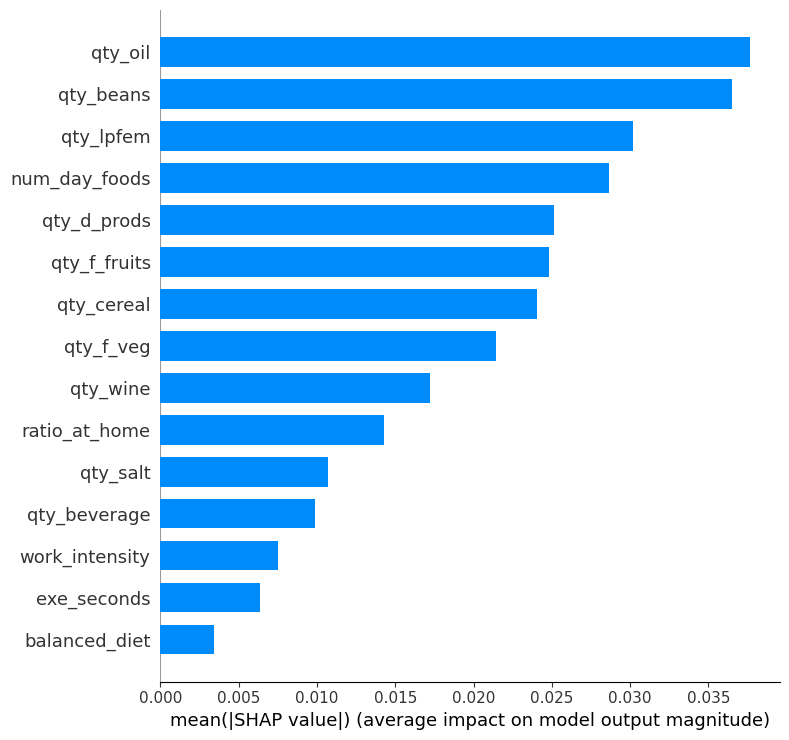 qty_oil
qty_beans
qty_lpfem
num_day_foods
qty_d_prods
qty_f_fruits
qty_cereal
qty_f_veg
qty_wine
ratio_at_home
qty_salt
qty_beverage
work_intensity
exe_seconds
balanced_diet
0.000 0.005 0.010 0.015 0.020 0.025 0.030 0.035
mean(|SHAP value|) (average impact on model output magnitude)